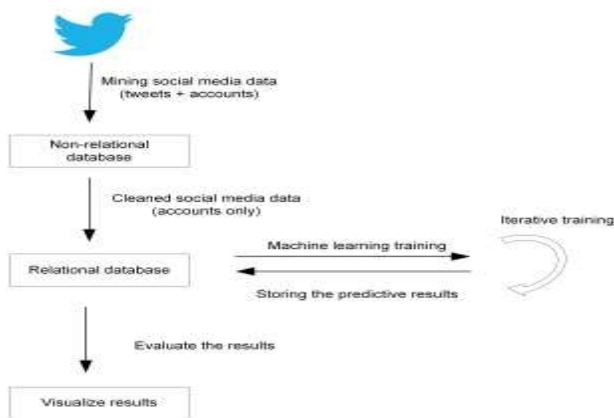 Mining social media data
(tweets + accounts)
Non-relational
database
Cleaned social media data
(accounts only)
Iterative training
Machine learning training
Relational database
Storing the predictive results
Evaluate the results
Visualize results